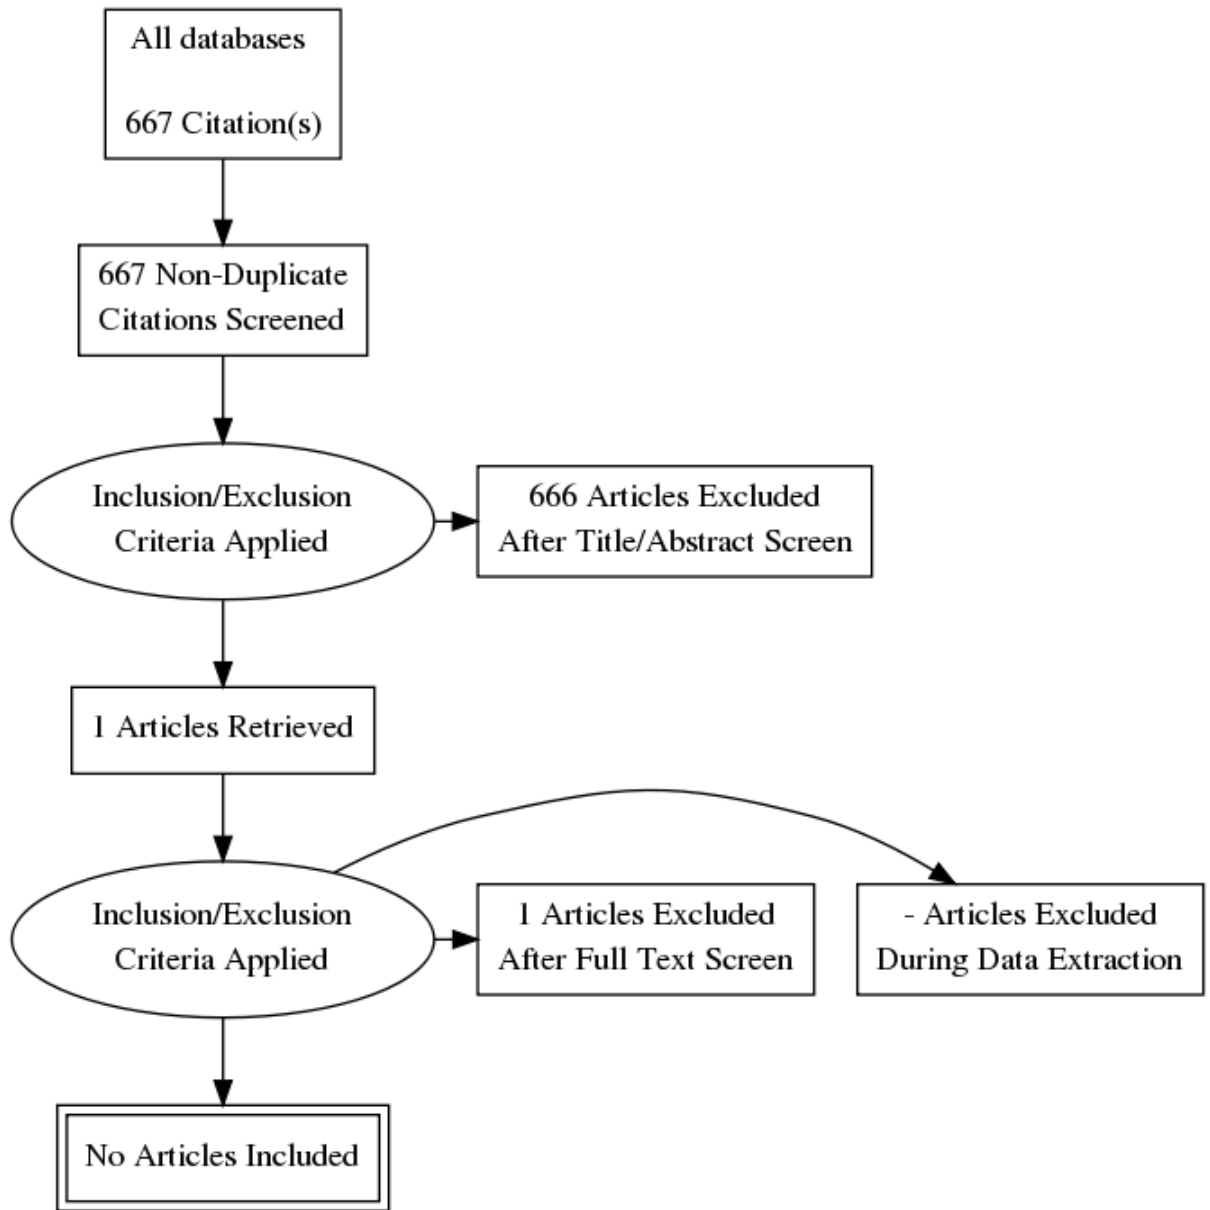 All databases
667 Citation(s)
667 Non-Duplicate
Citations Screened
Inclusion/Exclusion
Criteria Applied
666 Articles Excluded
After Title/Abstract Screen
1 Articles Retrieved
Inclusion/Exclusion
Criteria Applied
1 Articles Excluded
After Full Text Screen
- Articles Excluded
During Data Extraction
No Articles Included